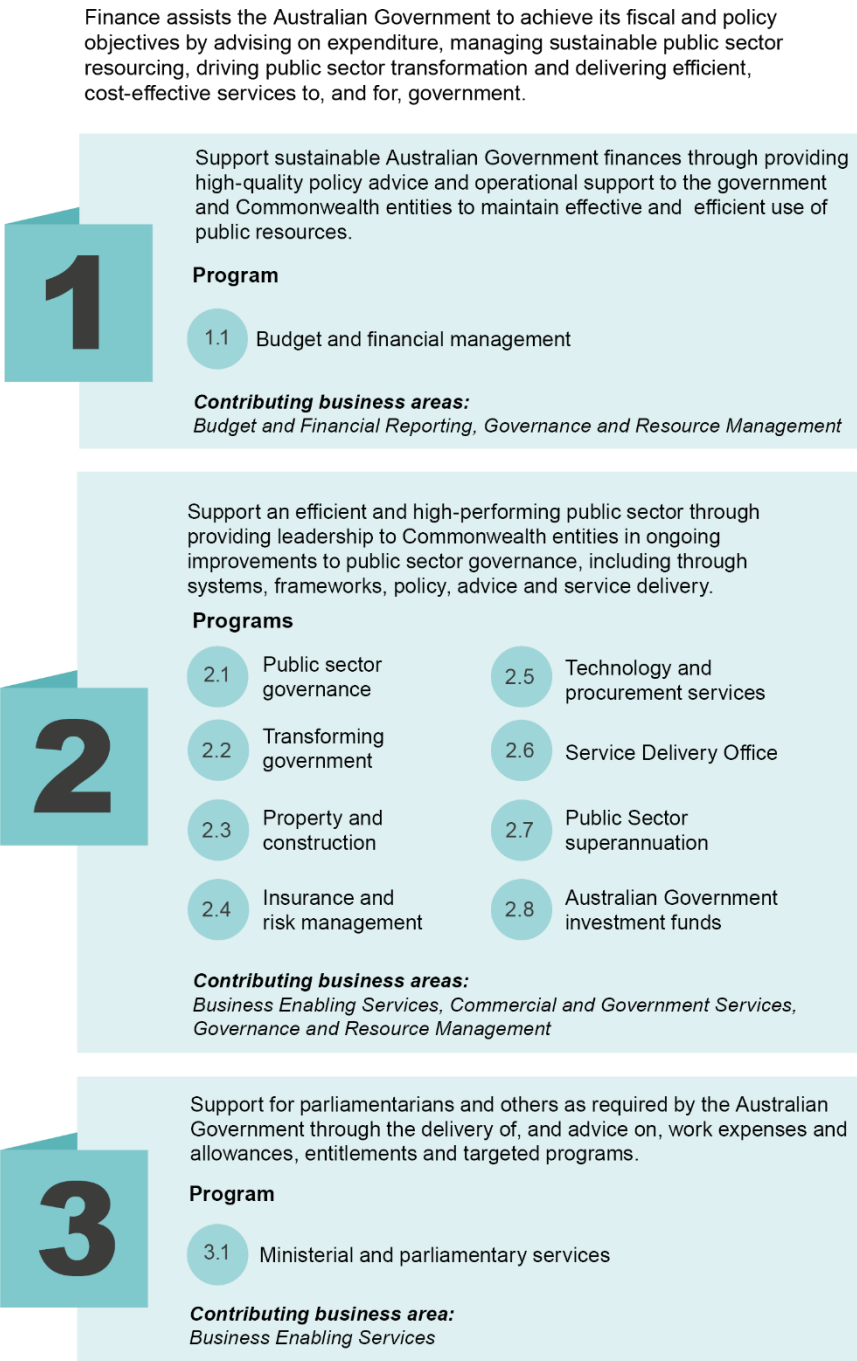 Finance assists the Australian Government to achieve its fiscal and policy
objectives by advising on expenditure, managing sustainable public sector
resourcing, driving public sector transformation and delivering efficient,
cost-effective services to, and for, government.
1
Support sustainable Australian Government finances through providing
high-quality policy advice and operational support to the government
and Commonwealth entities to maintain effective and efficient use of
public resources.
Program
1.1 Budget and financial management
Contributing business areas:
Budget and Financial Reporting, Governance and Resource Management
2
Support an efficient and high-performing public sector through
providing leadership to Commonwealth entities in ongoing
improvements to public sector governance, including through
systems, frameworks, policy, advice and service delivery.
Programs
2.1 Public sector
governance
2.2 Transforming
government
2.3 Property and
construction
2.4 Insurance and
risk management
2.5 Technology and
procurement services
2.6 Service Delivery Office
2.7 Public Sector
superannuation
2.8 Australian Government
investment funds
Contributing business areas:
Business Enabling Services, Commercial and Government Services,
Governance and Resource Management
3
Support for parliamentarians and others as required by the Australian
Government through the delivery of, and advice on, work expenses and
allowances, entitlements and targeted programs.
Program
3.1 Ministerial and parliamentary services
Contributing business area:
Business Enabling Services